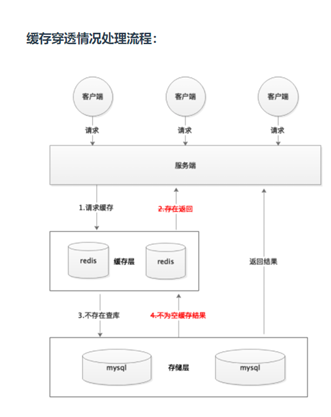 缓存穿透情况处理流程：
客户端
客户端
客户端
请求
请求
请求
服务端
1.请求缓存
2.存在返回
redis
缓存层
redis
返回结果
3.不存在查库
4.不为空缓存结果
mysql
存储层
mysql